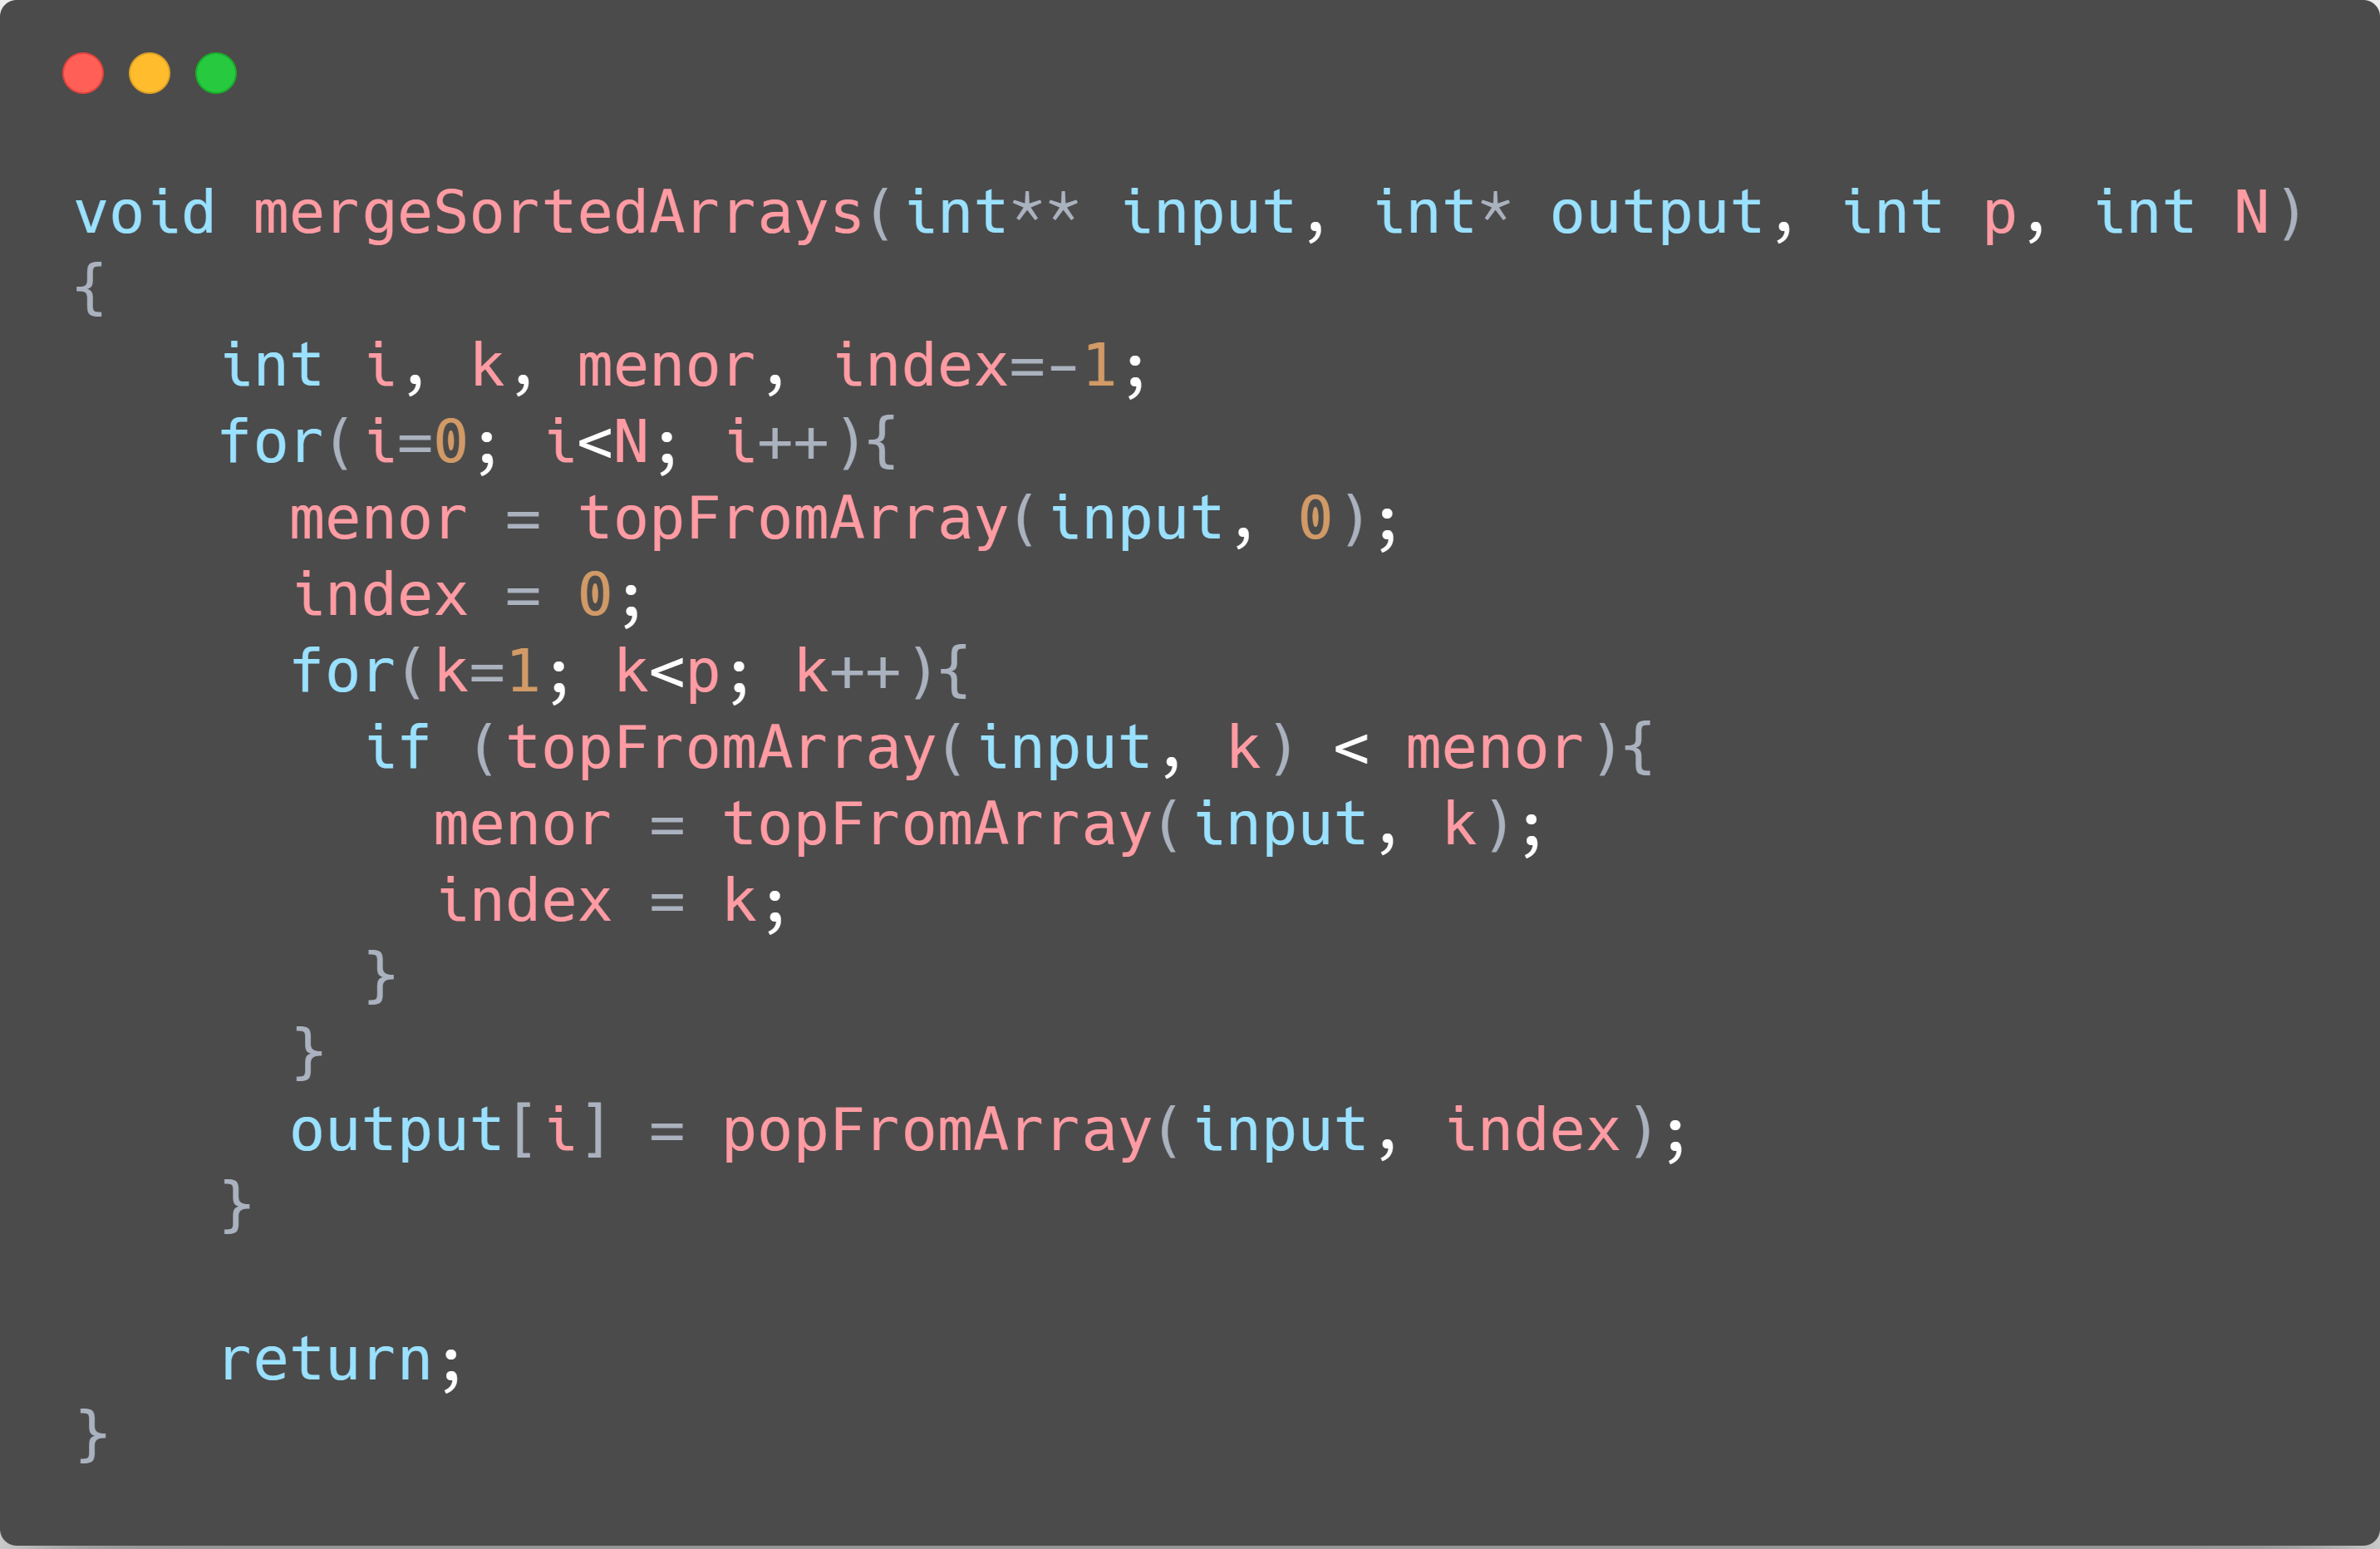 void mergeSortedArrays(int** input, int* output, int p, int N)
{
    int i, k, menor, index=-1;
    for(i=0; i<N; i++){
      menor = topFromArray(input, 0);
      index = 0;
      for(k=1; k<p; k++){
        if (topFromArray(input, k) < menor){
          menor = topFromArray(input, k);
          index = k;
        }
      }
      output[i] = popFromArray(input, index);
    }

    return;
}